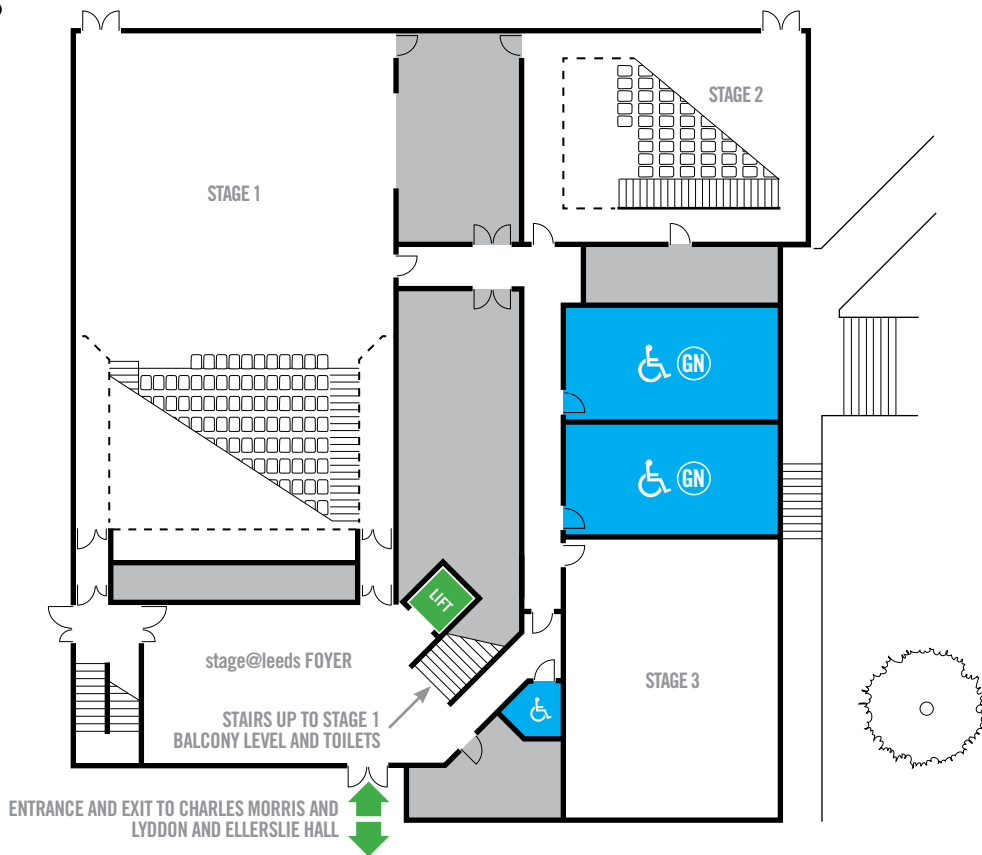 STAGE 2
STAGE 1
GN
GN
LIFT
stage@leeds FOYER
STAGE 3
STAIRS UP TO STAGE 1
BALCONY LEVEL AND TOILETS
ENTRANCE AND EXIT TO CHARLES MORRIS AND
LYDDON AND ELLERSLIE HALL